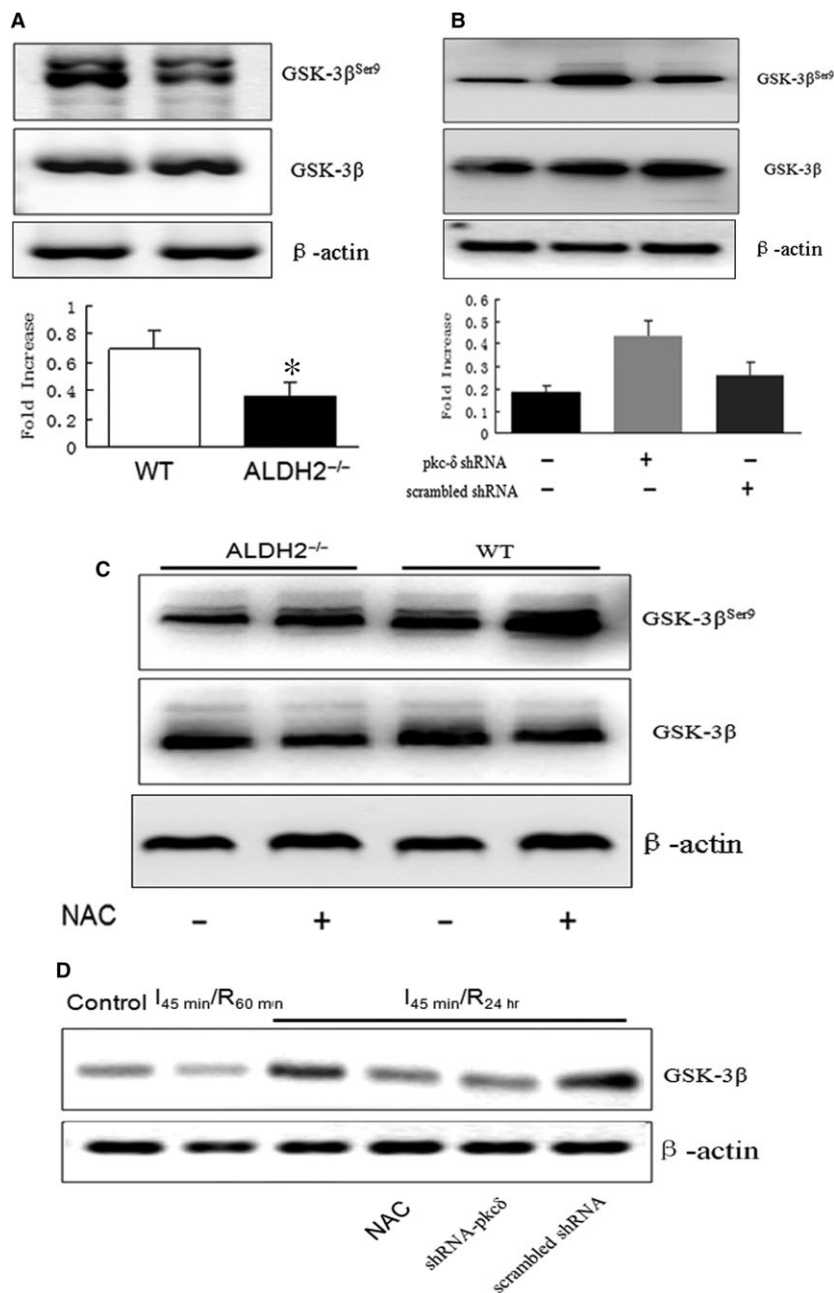 A
GSK-3β^Ser9
GSK-3β
β-actin
Fold Increase
1
0.8
0.6
0.4
0.2
0
*
WT
ALDH2−/−
B
GSK-3β^Ser9
GSK-3β
β-actin
Fold Increase
0.6
0.5
0.4
0.3
0.2
0.1
0
pkc-δ shRNA − + −
scrambled shRNA − − +
C
ALDH2−/− WT
GSK-3β^Ser9
GSK-3β
β-actin
NAC − + − +
D
Control I45 min/R60 min I45 min/R24 hr
GSK-3β
β-actin
NAC
shRNA-pkcδ
scrambled shRNA